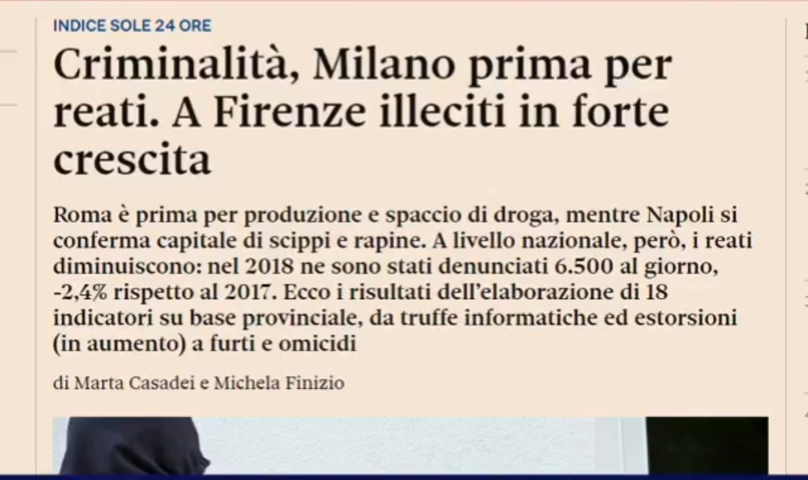 INDICE SOLE 24 ORE
Criminalità, Milano prima per
reati. A Firenze illeciti in forte
crescita
Roma è prima per produzione e spaccio di droga, mentre Napoli si
conferma capitale di scippi e rapine. A livello nazionale, però, i reati
diminuiscono: nel 2018 ne sono stati denunciati 6.500 al giorno,
-2,4% rispetto al 2017. Ecco i risultati dell'elaborazione di 18
indicatori su base provinciale, da truffe informatiche ed estorsioni
(in aumento) a furti e omicidi
di Marta Casadei e Michela Finizio